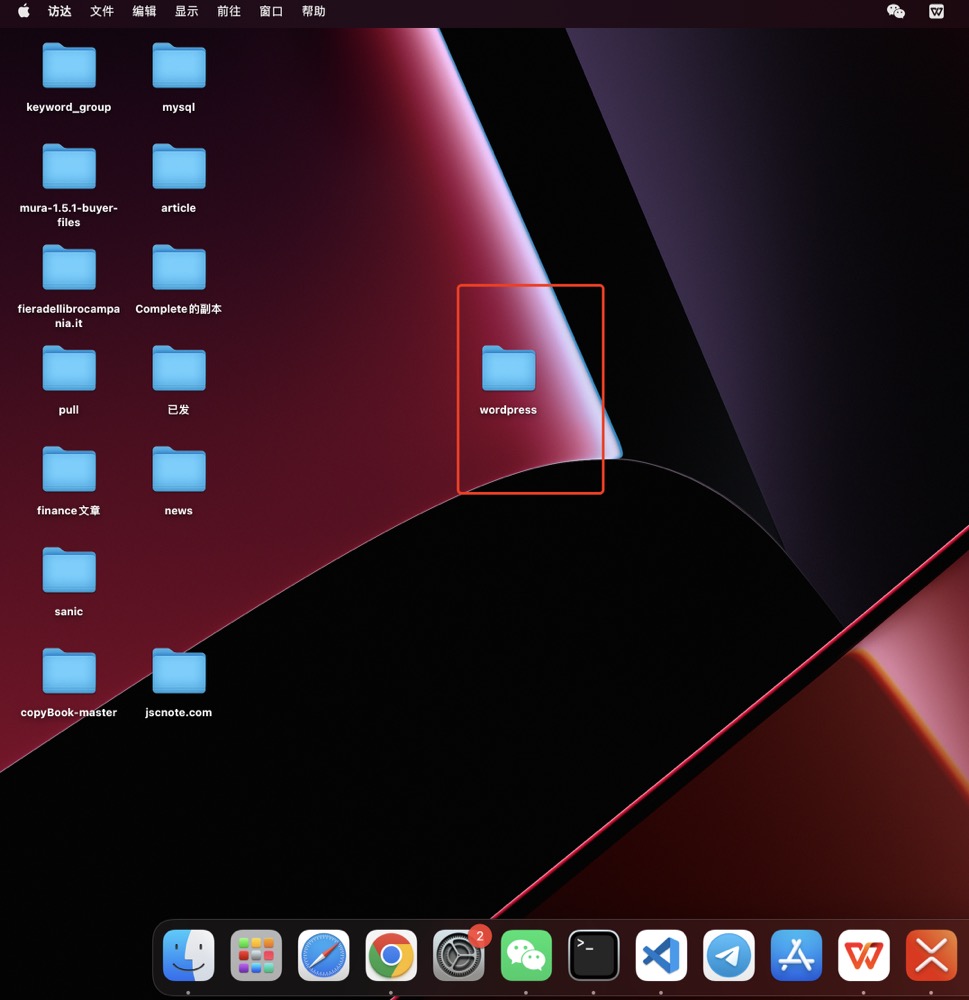 访达 文件 编辑 显示 前往 窗口 帮助
keyword_group
mysql
mura-1.5.1-buyer-
files
article
fieradellibrocampa
nia.it
Complete的副本
pull
已发
wordpress
finance文章
news
sanic
copyBook-master
jscnote.com
2
>_